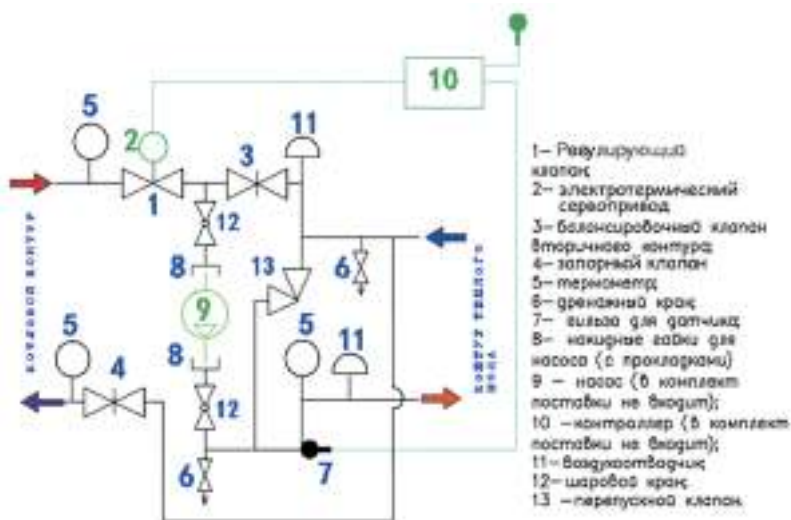 10
5
2
11
3
1
12
8
13
6
9
5
5
11
4
8
12
7
6
КОТЛОВОЙ КОНТУР
КОНТУР ТЕПЛОГО
ПОЛА
1— Регулирующий
клапан;
2— электротермический
сервопривод
3—балансировочный клапан
вторичного контура;
4—запорный клапан
5—термометр;
6—дренажный кран;
7— гильза для датчика;
8— накидные гайки для
насоса (с прокладками)
9 — насос (в комплект
поставки не входит);
10 —контроллер (в комплект
поставки не входит);
11—воздухоотводчик;
12—шаровой кран;
13 —перепускной клапан.